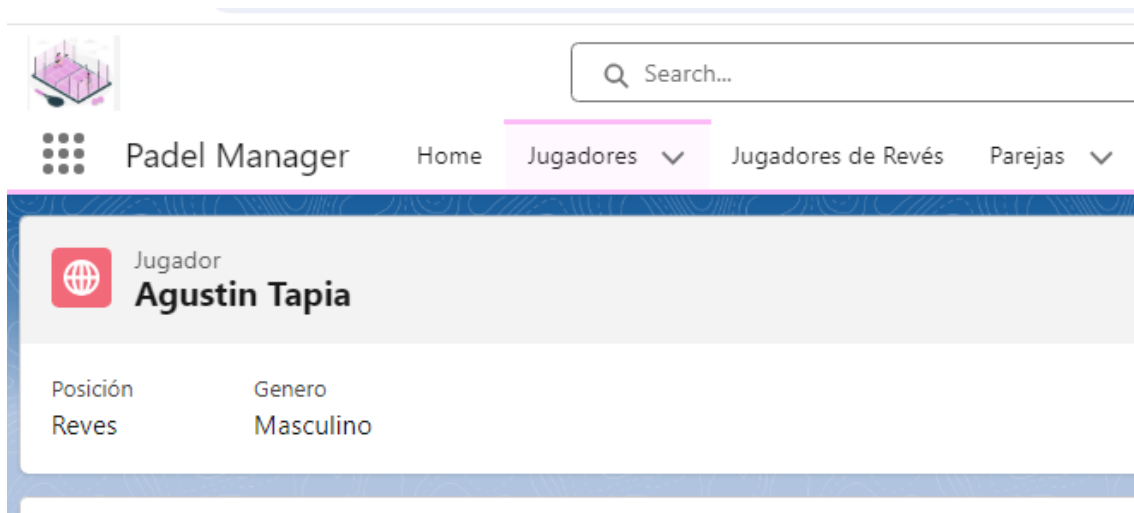 Search...
Padel Manager Home Jugadores Jugadores de Revés Parejas
Jugador
Agustin Tapia
Posición Genero
Reves Masculino